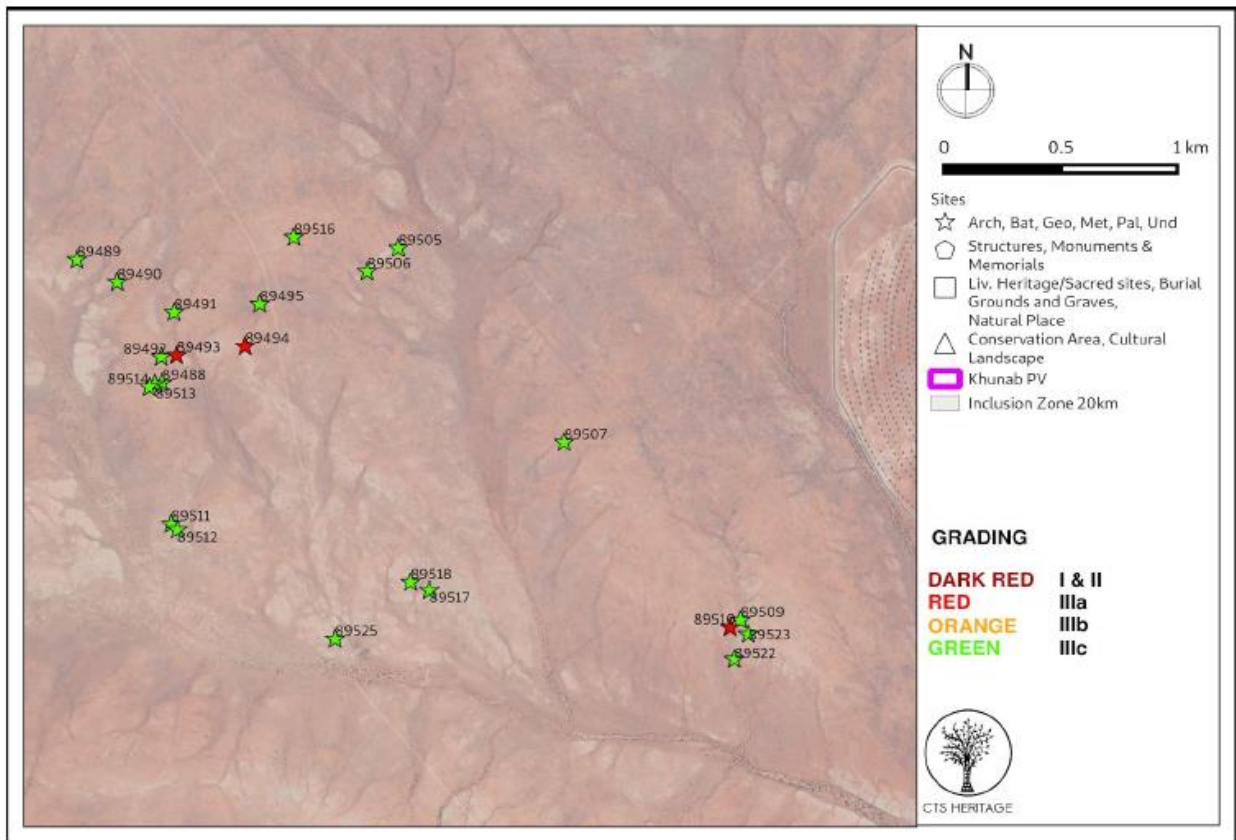 N
0 0.5 1 km
Sites
Arch, Bat, Geo, Met, Pal, Und
Structures, Monuments &
Memorials
Liv. Heritage/Sacred sites, Burial
Grounds and Graves,
Natural Place
Conservation Area, Cultural
Landscape
Khunab PV
Inclusion Zone 20km
GRADING
DARK RED I & II
RED IIIa
ORANGE IIIb
GREEN IIIc
CTS HERITAGE
89516
89505
89489
89506
89490
89495
89491
89494
89492
89493
89514
89488
89513
89507
89511
89512
89518
89517
89509
89510
89523
89525
89522